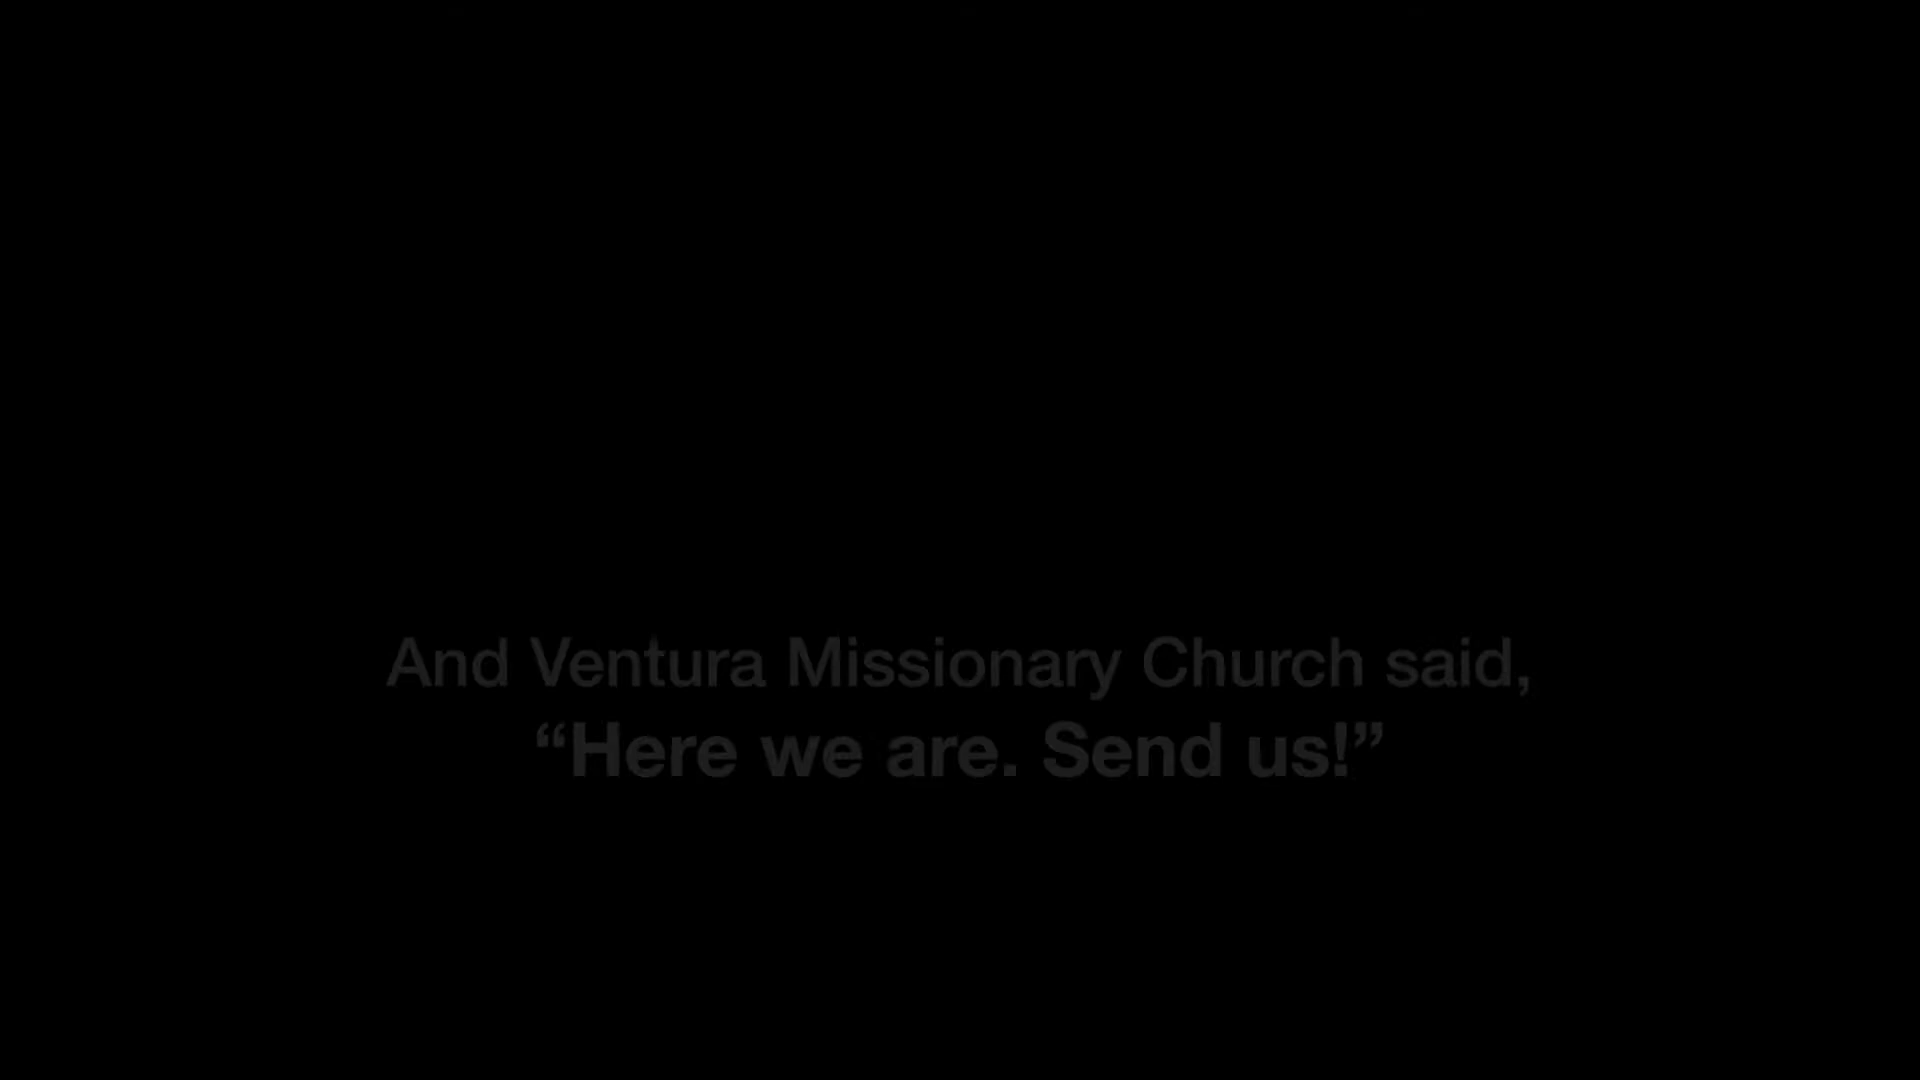 And Ventura Missionary Church said,
“Here we are. Send us!”